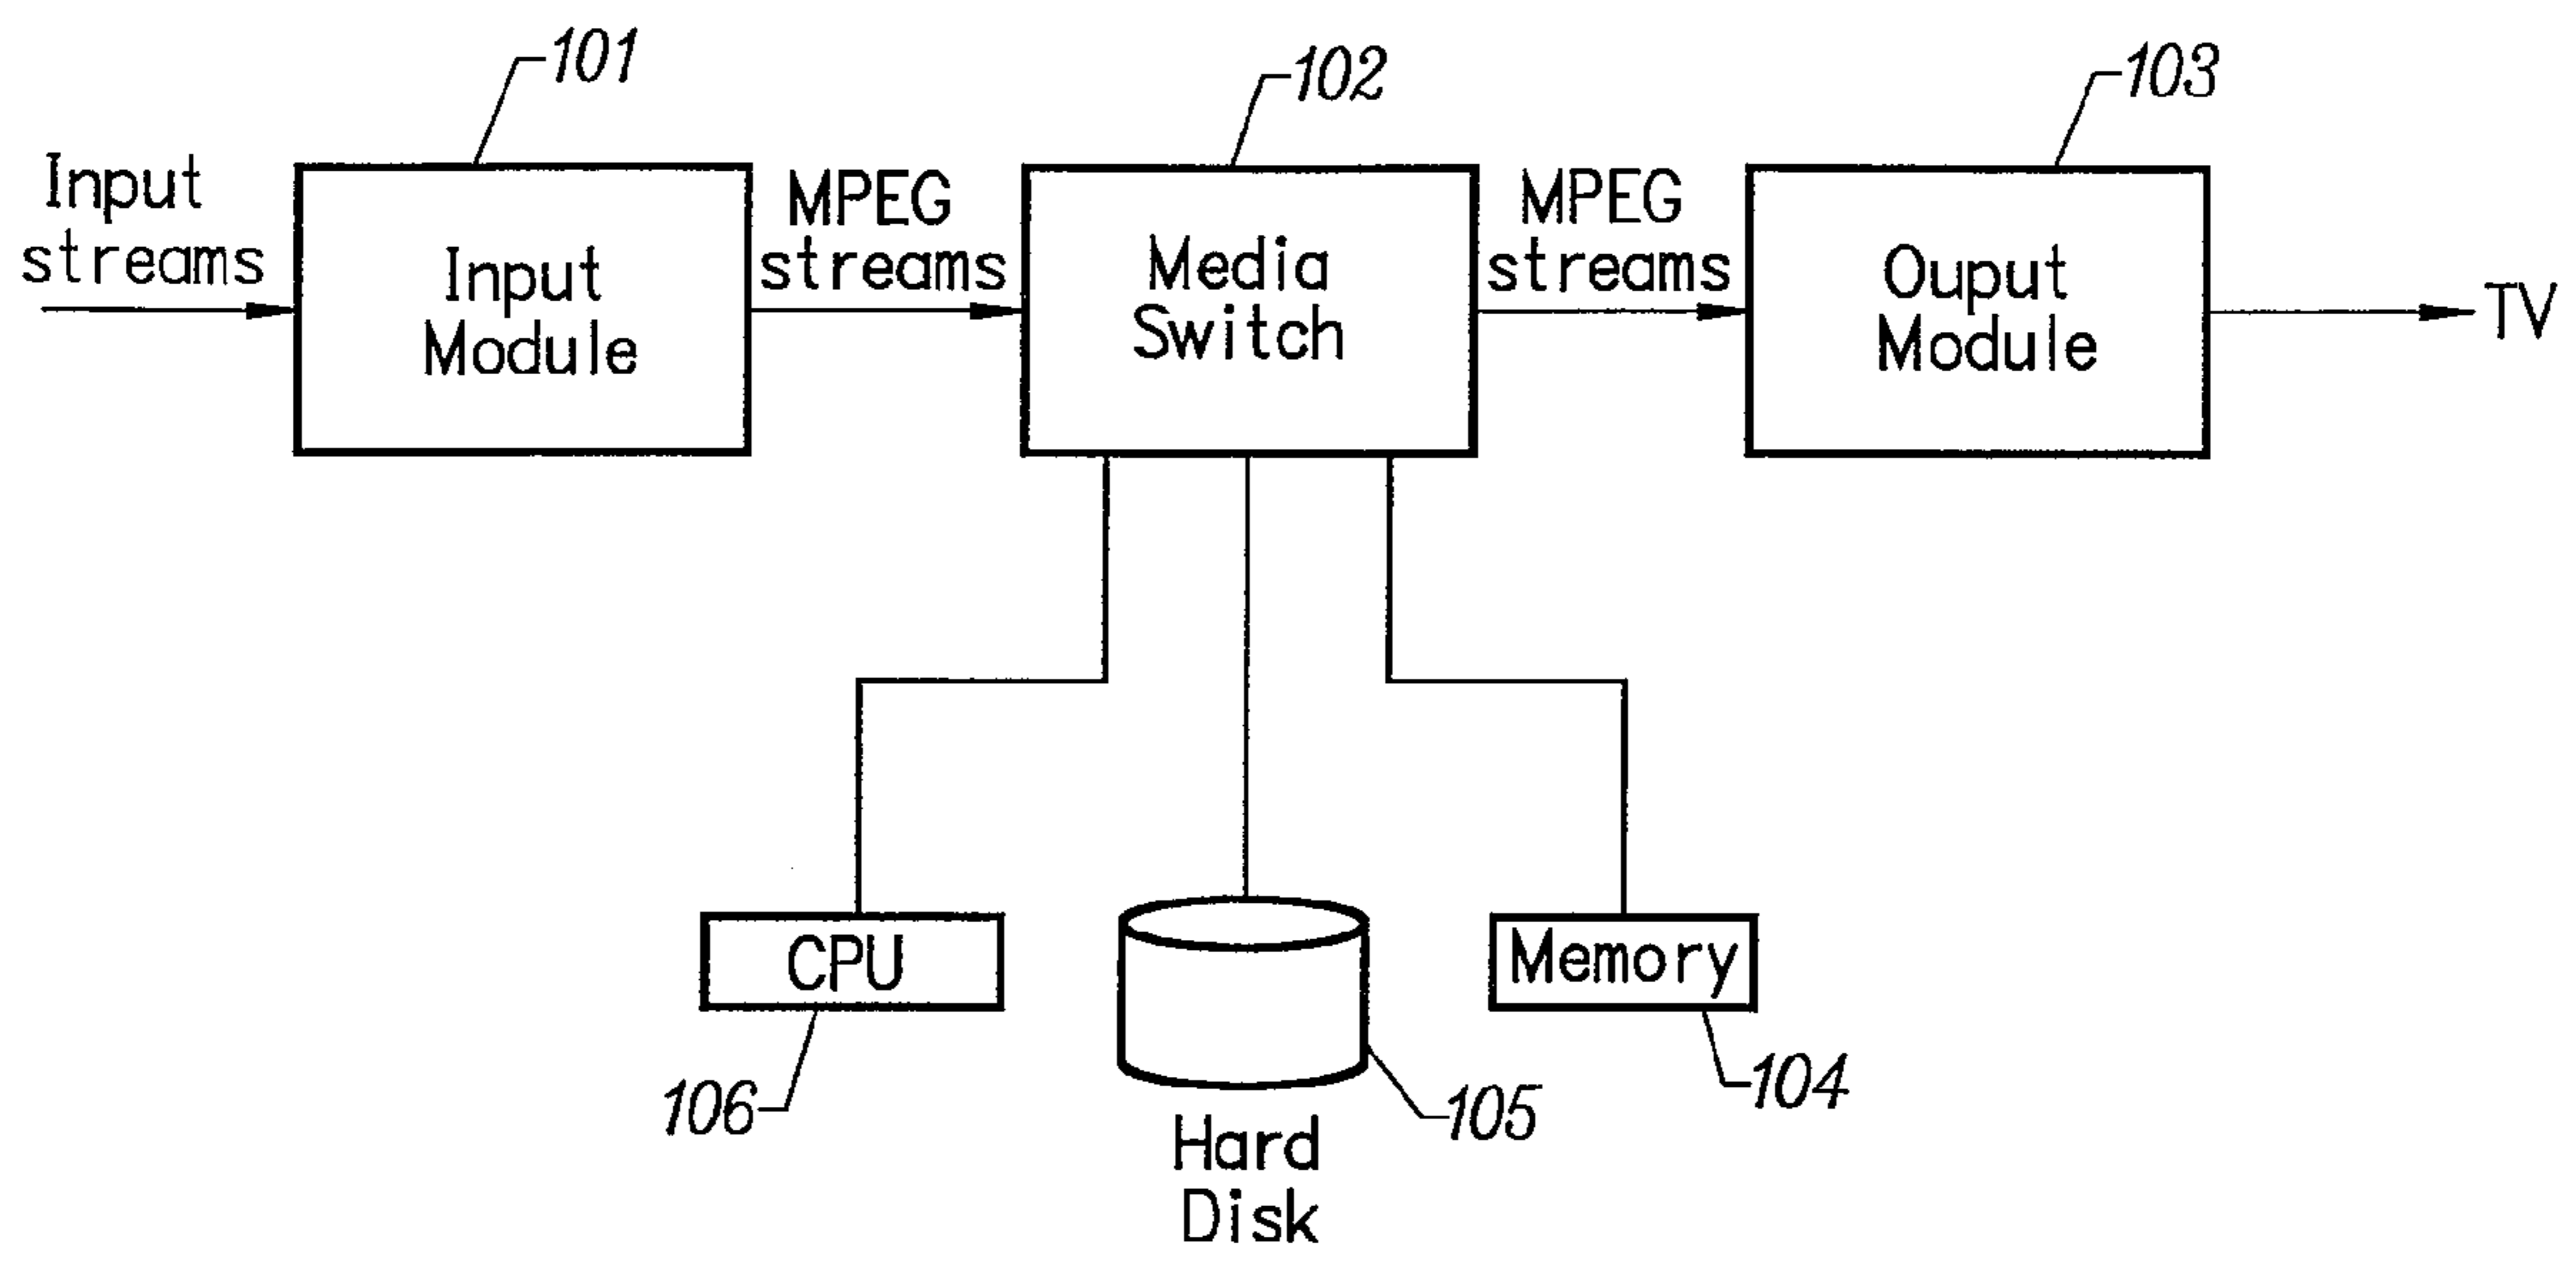 101
102
103
Input
streams
Input
Module
MPEG
streams
Media
Switch
MPEG
streams
Ouput
Module
TV
CPU
106
Hard
Disk
105
Memory
104